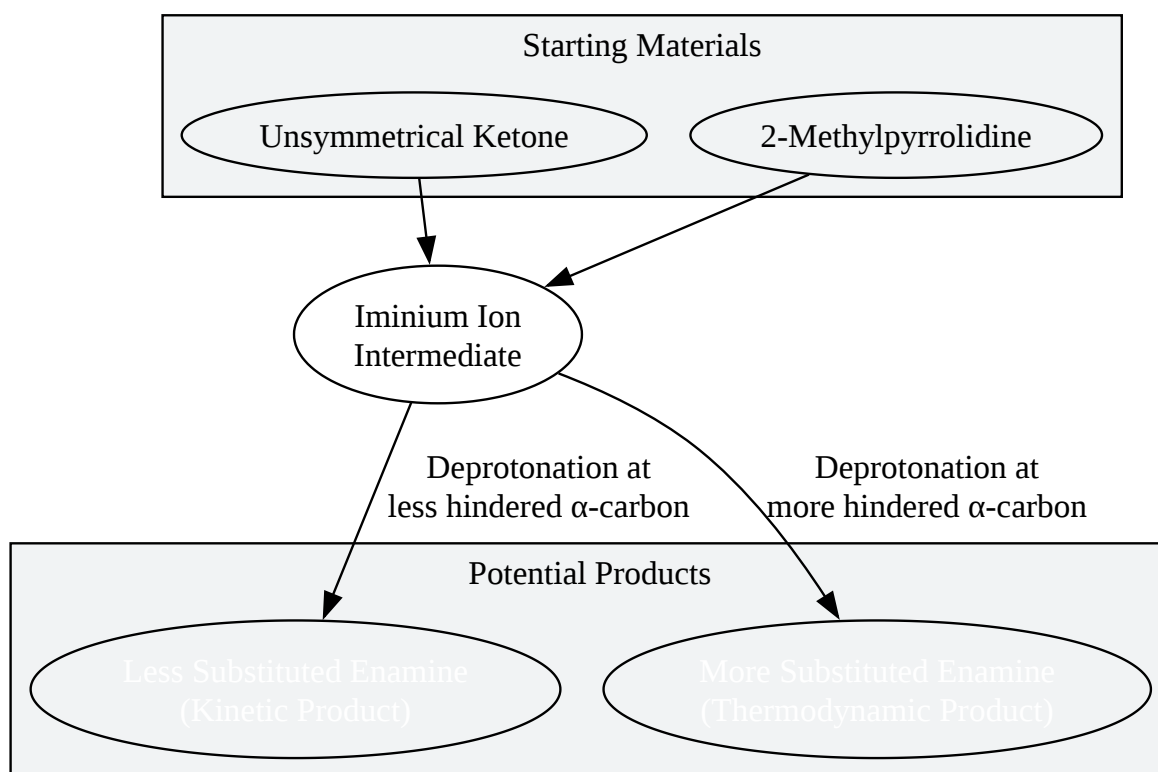 Starting Materials
Unsymmetrical Ketone
2-Methylpyrrolidine
Iminium Ion
Intermediate
Deprotonation at
less hindered α-carbon
Deprotonation at
more hindered α-carbon
Potential Products
Less Substituted Enamine
(Kinetic Product)
More Substituted Enamine
(Thermodynamic Product)